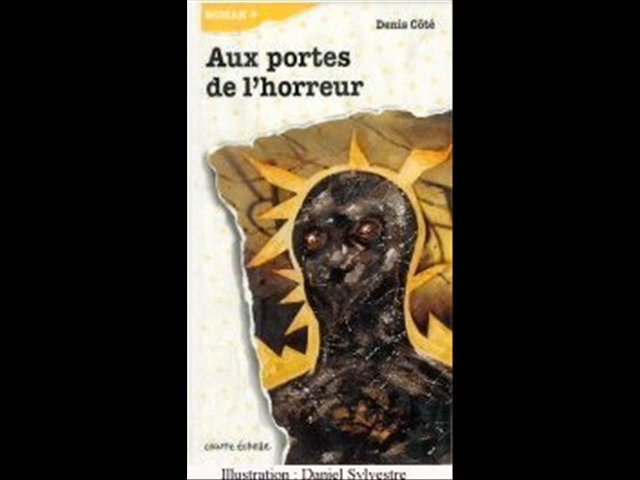 ROMAN +
Denis Côté
Aux portes
de l'horreur
courte échelle
Illustration : Daniel Sylvestre